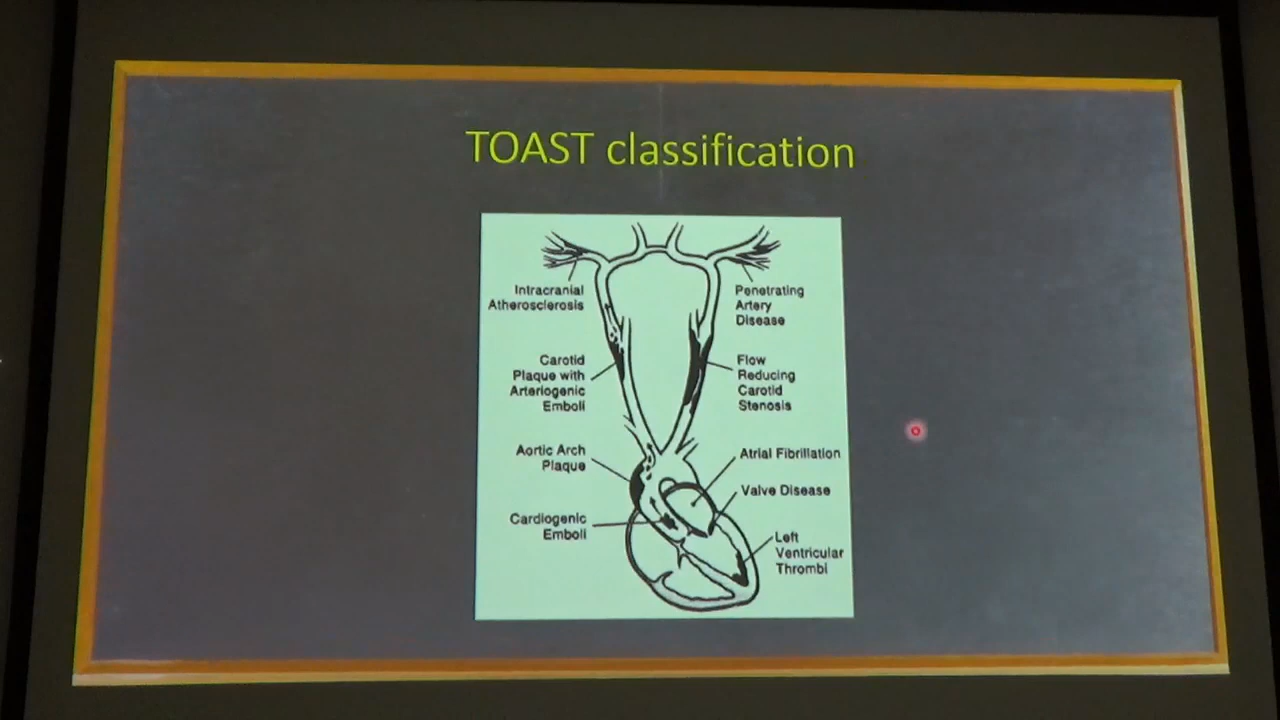 TOAST classification
Intracranial
Atherosclerosis
Penetrating
Artery
Disease
Carotid
Plaque with
Arteriogenic
Emboli
Flow
Reducing
Carotid
Stenosis
Aortic Arch
Plaque
Atrial Fibrillation
Valve Disease
Cardiogenic
Emboli
Left
Ventricular
Thrombi